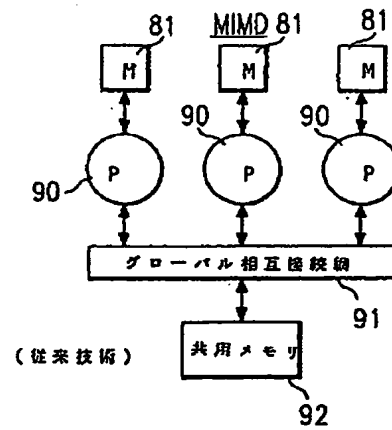 81 MIMD 81 81
M M M
90 90 90
P P P
グローバル相互接続網
91
(従来技術) 共用メモリ
92